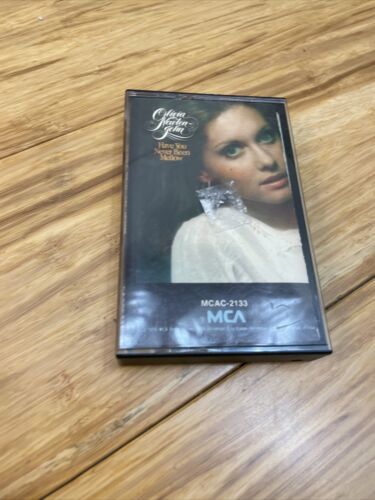 Olivia
Newton-
John
Have You
Never Been
Mellow
MCAC-2133
MCA